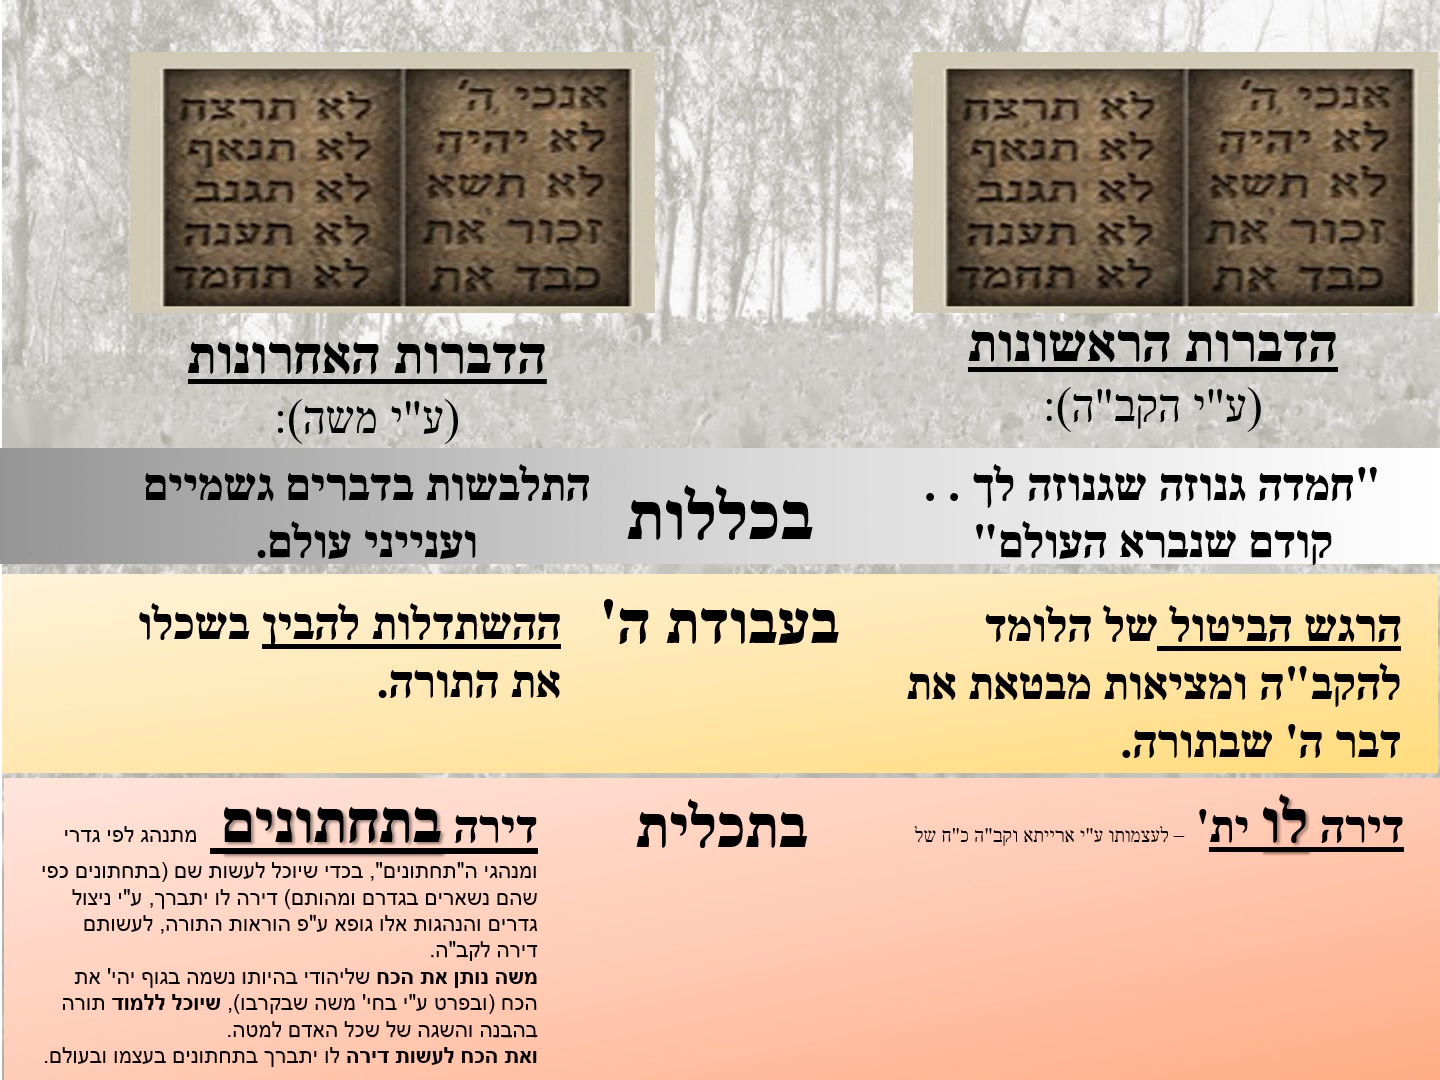 אנכי ה'
לא יהיה
לא תשא
זכור את
כבד את
לא תרצח
לא תנאף
לא תגנב
לא תענה
לא תחמד
אנכי ה'
לא יהיה
לא תשא
זכור את
כבד את
לא תרצח
לא תנאף
לא תגנב
לא תענה
לא תחמד
הדברות הראשונות
(ע"י הקב"ה):
הדברות האחרונות
(ע"י משה):
"חמדה גנוזה שגנוזה לך . .
קודם שנברא העולם"
בכללות
התלבשות בדברים גשמיים
וענייני עולם.
הרגש הביטול של הלומד
להקב"ה ומציאות מבטאת את
דבר ה' שבתורה.
בעבודת ה'
ההשתדלות להבין בשכלו
את התורה.
דירה לו ית' – לעצמותו ע"י ארייתא וקב"ה כ"ח של
בתכלית
דירה בתחתונים מתנהג לפי גדרי
ומנהגי ה"תחתונים", בכדי שיוכל לעשות שם (בתחתונים כפי
שהם נשארים בגדרם ומהותם) דירה לו יתברך, ע"י ניצול
גדרים והנהגות אלו גופא ע"פ הוראות התורה, לעשותם
דירה לקב"ה.
משה נותן את הכח שליהודי בהיותו נשמה בגוף יהי' את
הכח (ובפרט ע"י בחי' משה שבקרבו), שיוכל ללמוד תורה
בהבנה והשגה של שכל האדם למטה.
ואת הכח לעשות דירה לו יתברך בתחתונים בעצמו ובעולם.